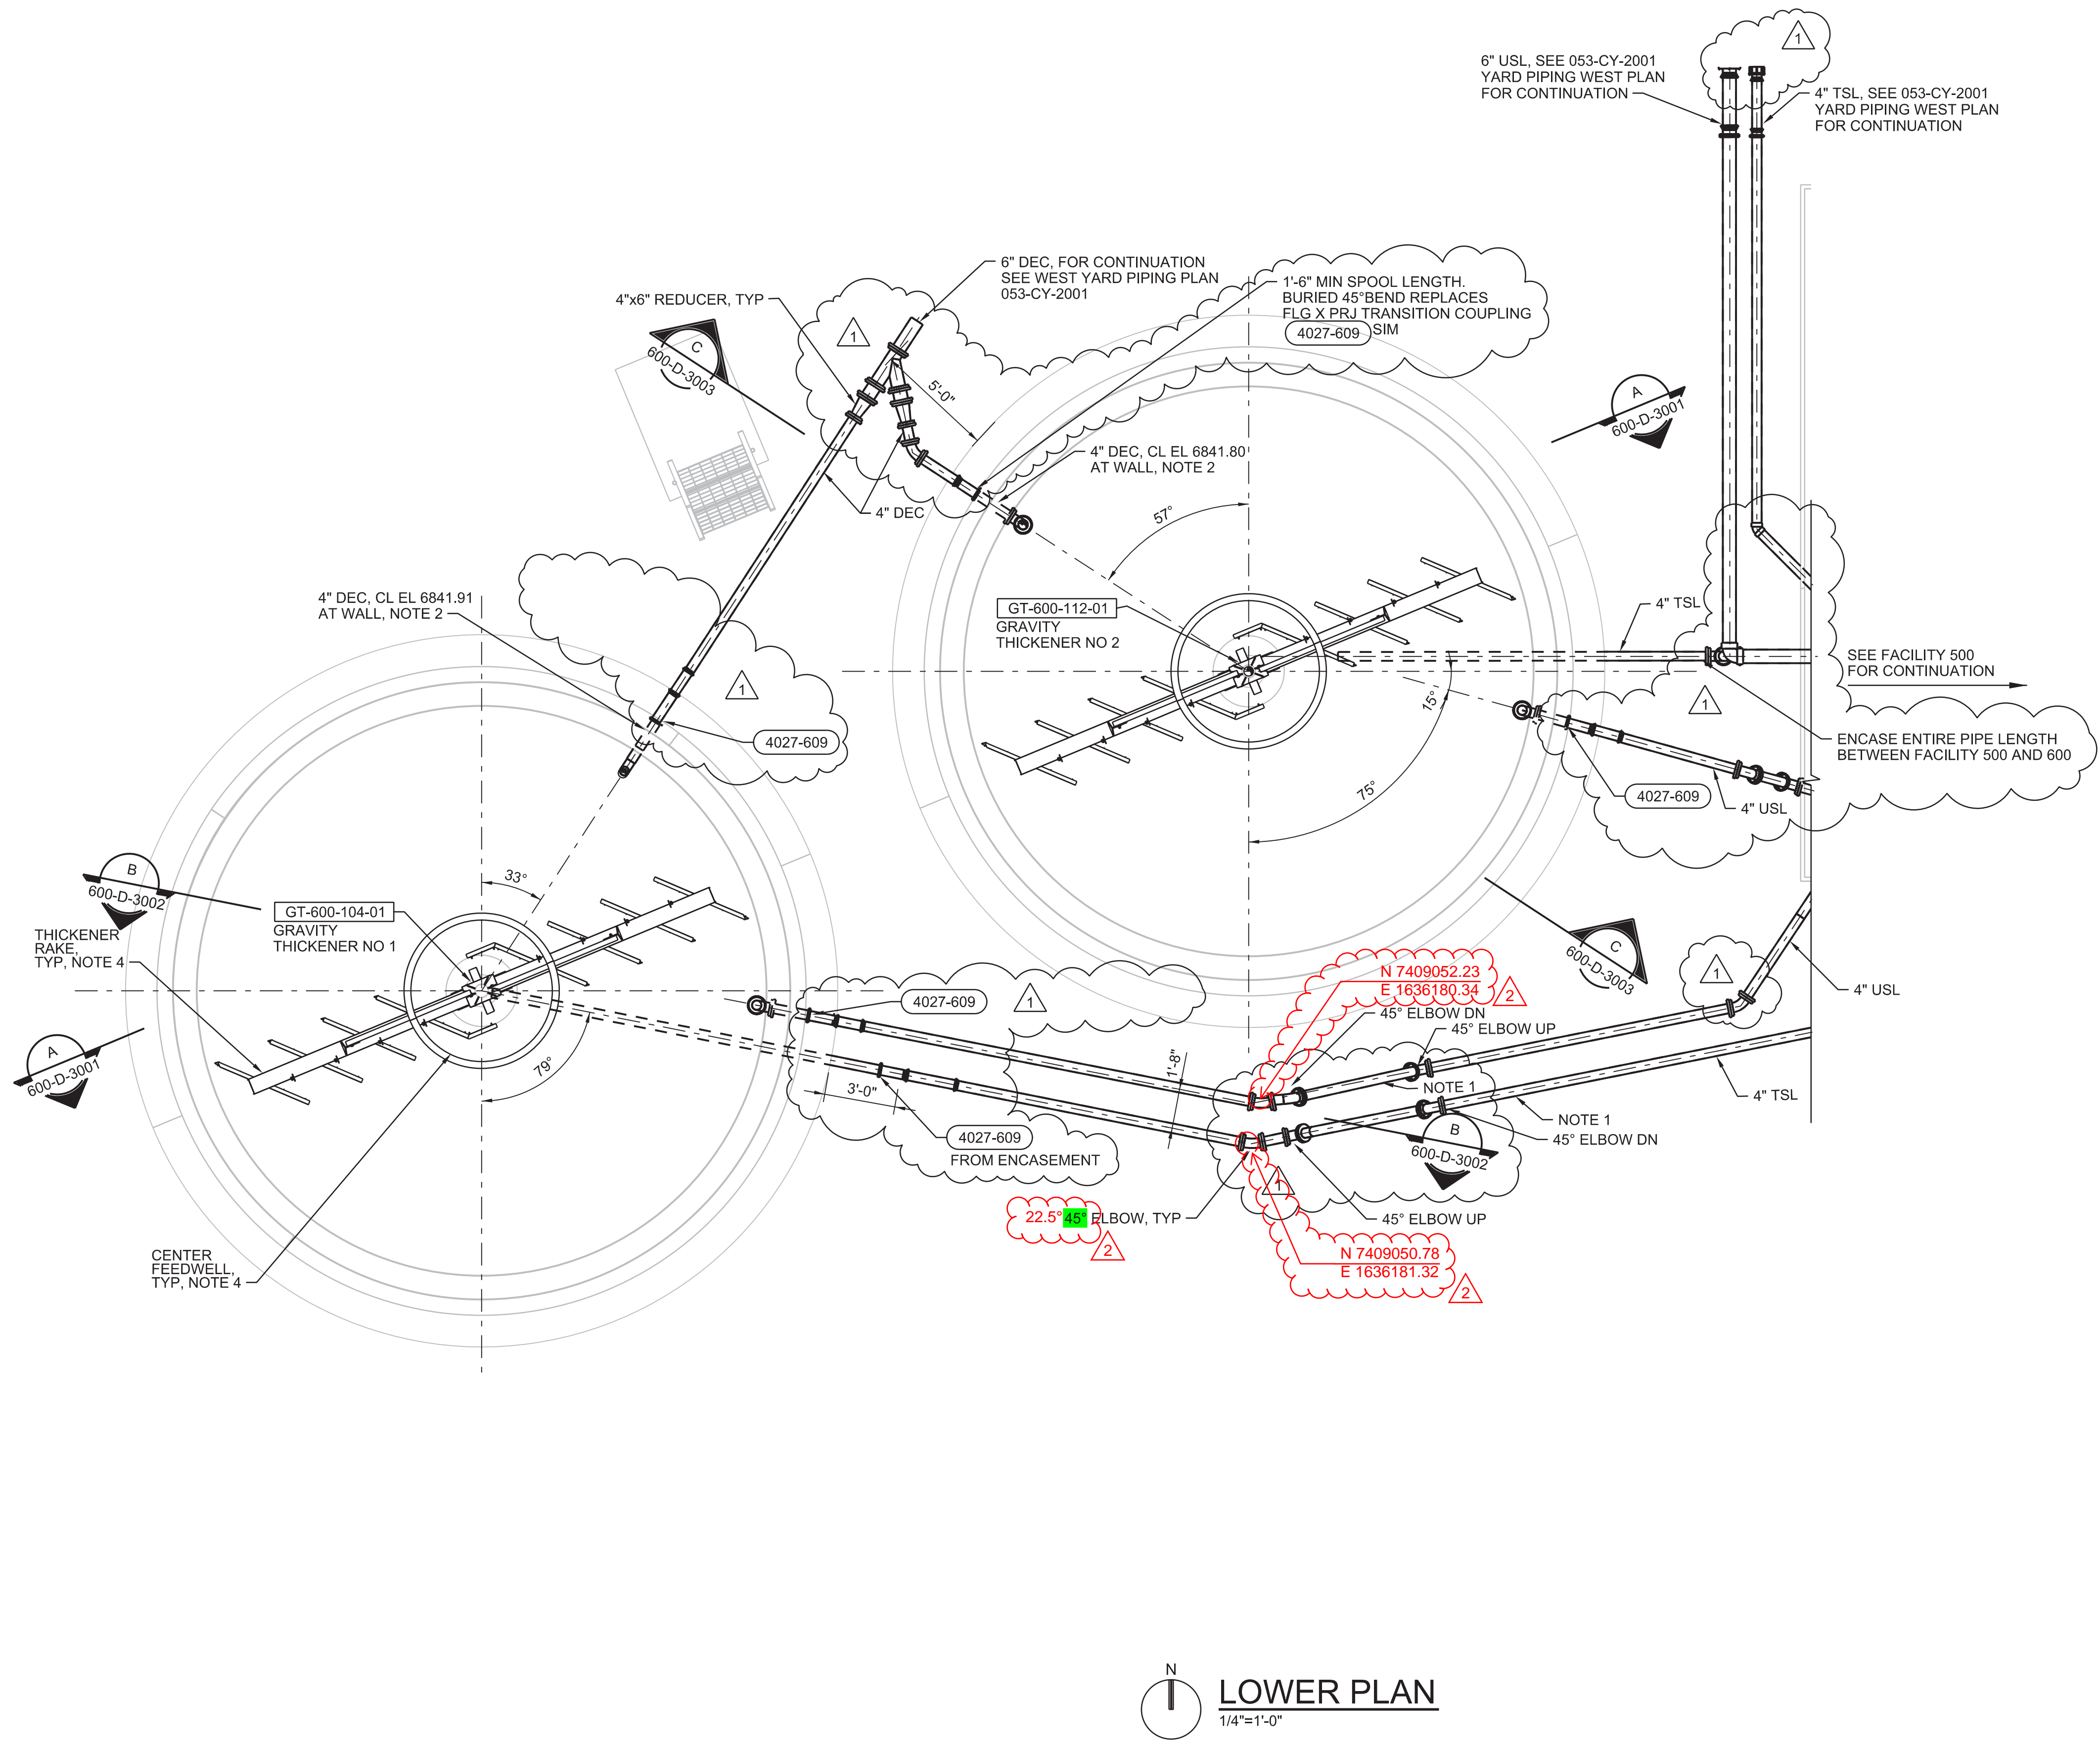 1
6" USL, SEE 053-CY-2001
YARD PIPING WEST PLAN
FOR CONTINUATION
4" TSL, SEE 053-CY-2001
YARD PIPING WEST PLAN
FOR CONTINUATION
6" DEC, FOR CONTINUATION
SEE WEST YARD PIPING PLAN
053-CY-2001
4"x6" REDUCER, TYP
1'-6" MIN SPOOL LENGTH.
BURIED 45°BEND REPLACES
FLG X PRJ TRANSITION COUPLING
4027-609 SIM
1
C
600-D-3003
5'-0"
A
600-D-3001
4" DEC, CL EL 6841.80
AT WALL, NOTE 2
4" DEC
57°
4" DEC, CL EL 6841.91
AT WALL, NOTE 2
GT-600-112-01
GRAVITY
THICKENER NO 2
4" TSL
SEE FACILITY 500
FOR CONTINUATION
1
15°
1
4027-609
ENCASE ENTIRE PIPE LENGTH
BETWEEN FACILITY 500 AND 600
75°
4027-609
4" USL
B
600-D-3002
33°
GT-600-104-01
GRAVITY
THICKENER NO 1
THICKENER
RAKE,
TYP, NOTE 4
C
600-D-3003
N 7409052.23
E 1636180.34
2
1
4" USL
4027-609
1
45° ELBOW DN
45° ELBOW UP
A
600-D-3001
79°
3'-0"
1'-8"
NOTE 1
4" TSL
NOTE 1
45° ELBOW DN
4027-609
FROM ENCASEMENT
B
600-D-3002
1
22.5° 45° ELBOW, TYP
2
45° ELBOW UP
N 7409050.78
E 1636181.32
2
CENTER
FEEDWELL,
TYP, NOTE 4
N
LOWER PLAN
1/4"=1'-0"